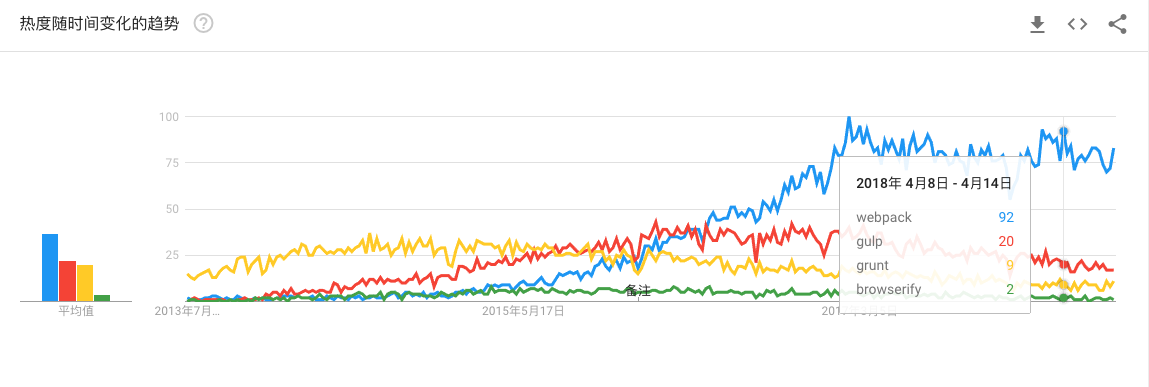 热度随时间变化的趋势
100
75
50
25
2018年 4月8日 - 4月14日
webpack 92
gulp 20
grunt 9
browserify 2
备注
平均值
2013年7月…
2015年5月17日